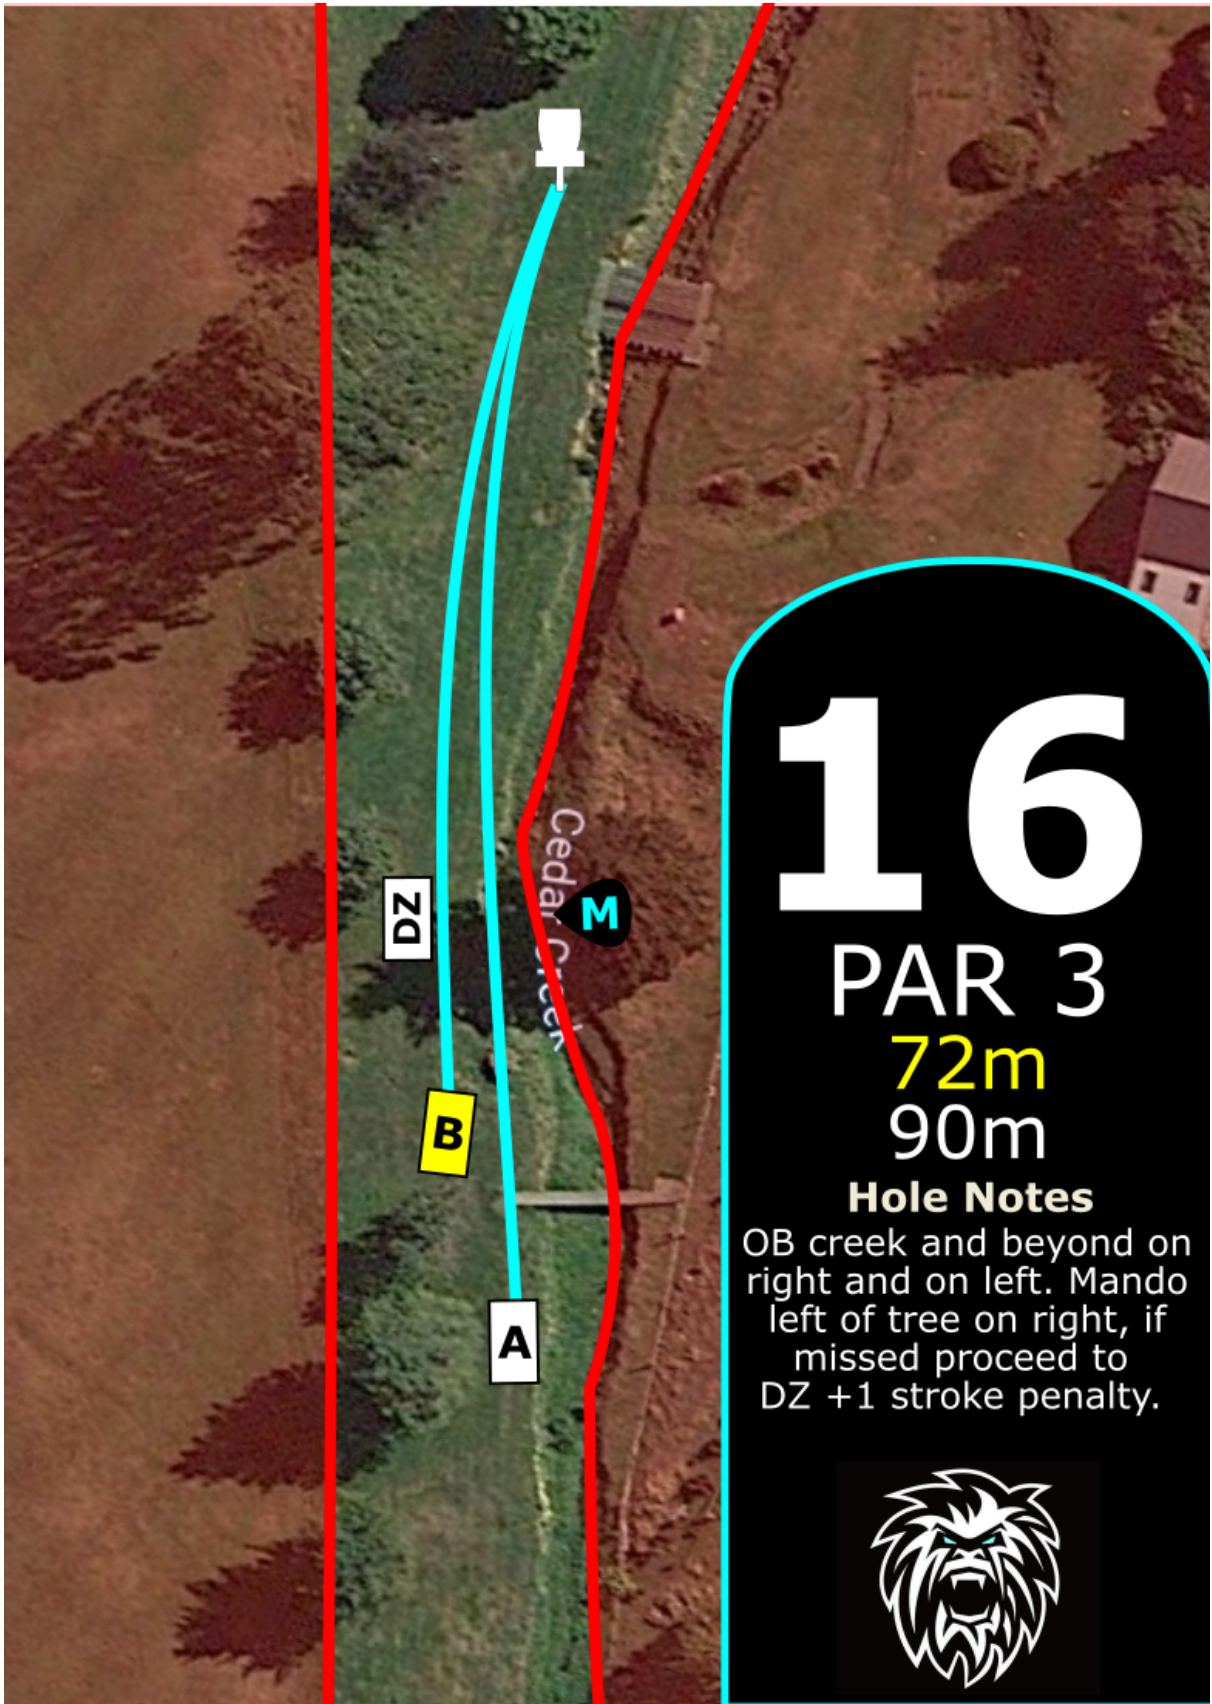 DZ
Cedar Creek
M
B
A
16
PAR 3
72m
90m
Hole Notes
OB creek and beyond on
right and on left. Mando
left of tree on right, if
missed proceed to
DZ +1 stroke penalty.